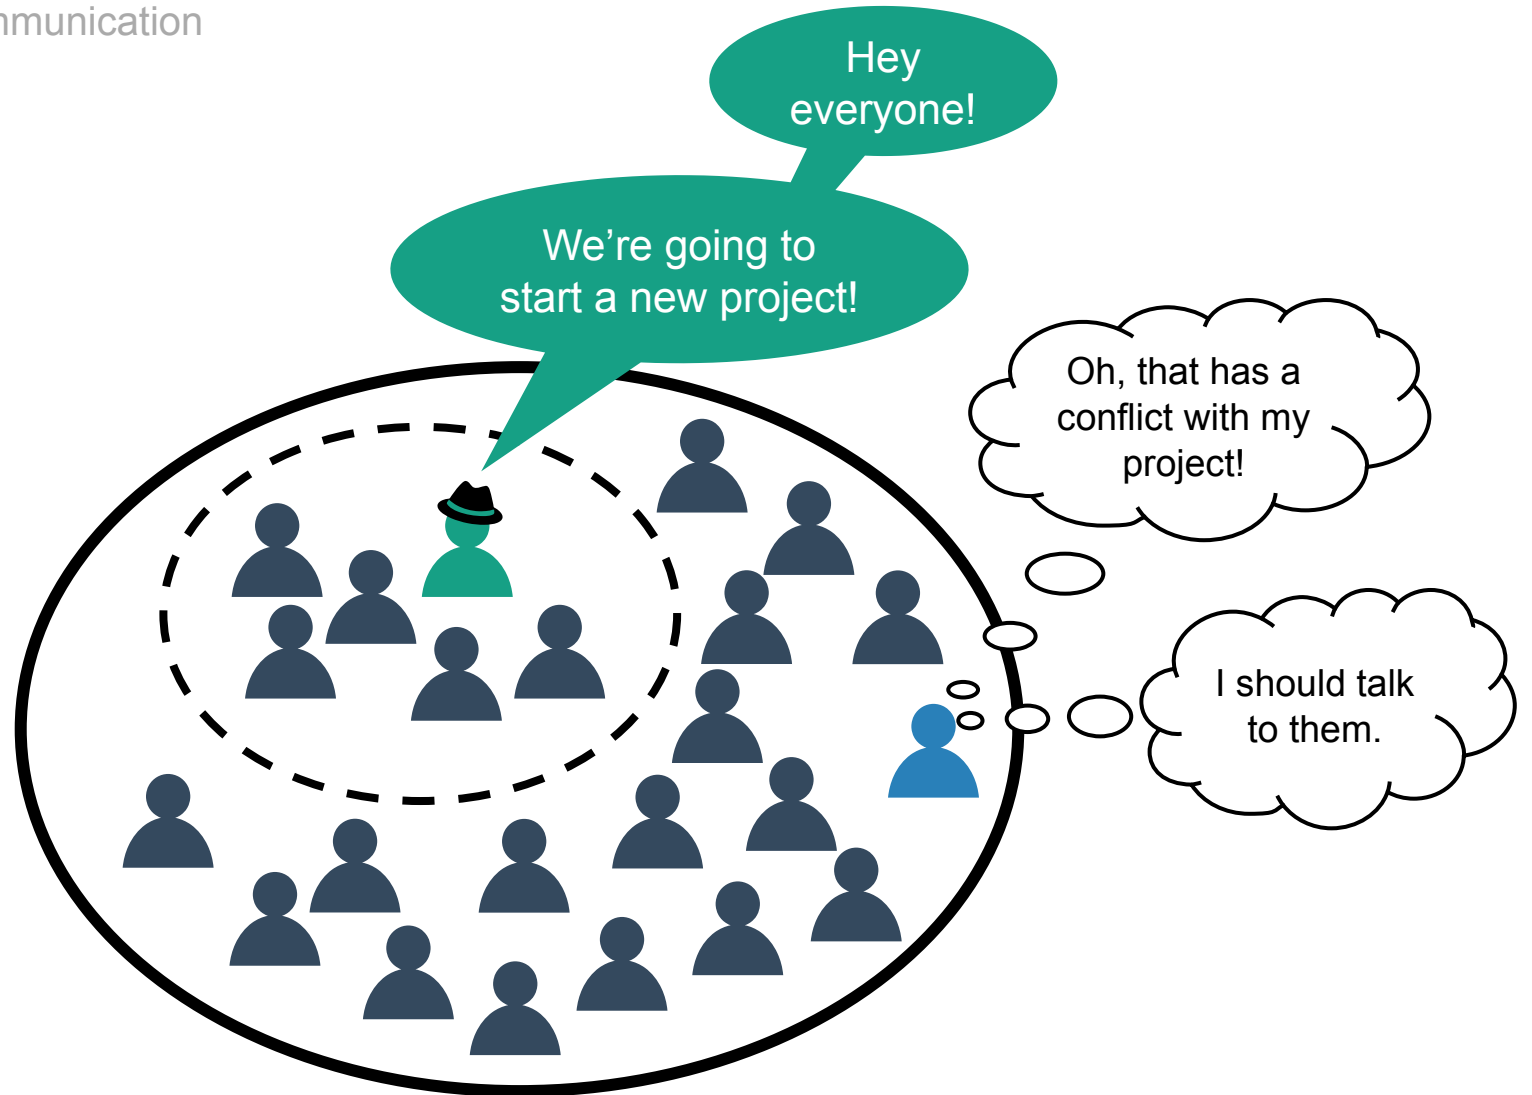 mmunication
Hey
everyone!
We’re going to
start a new project!
Oh, that has a
conflict with my
project!
I should talk
to them.